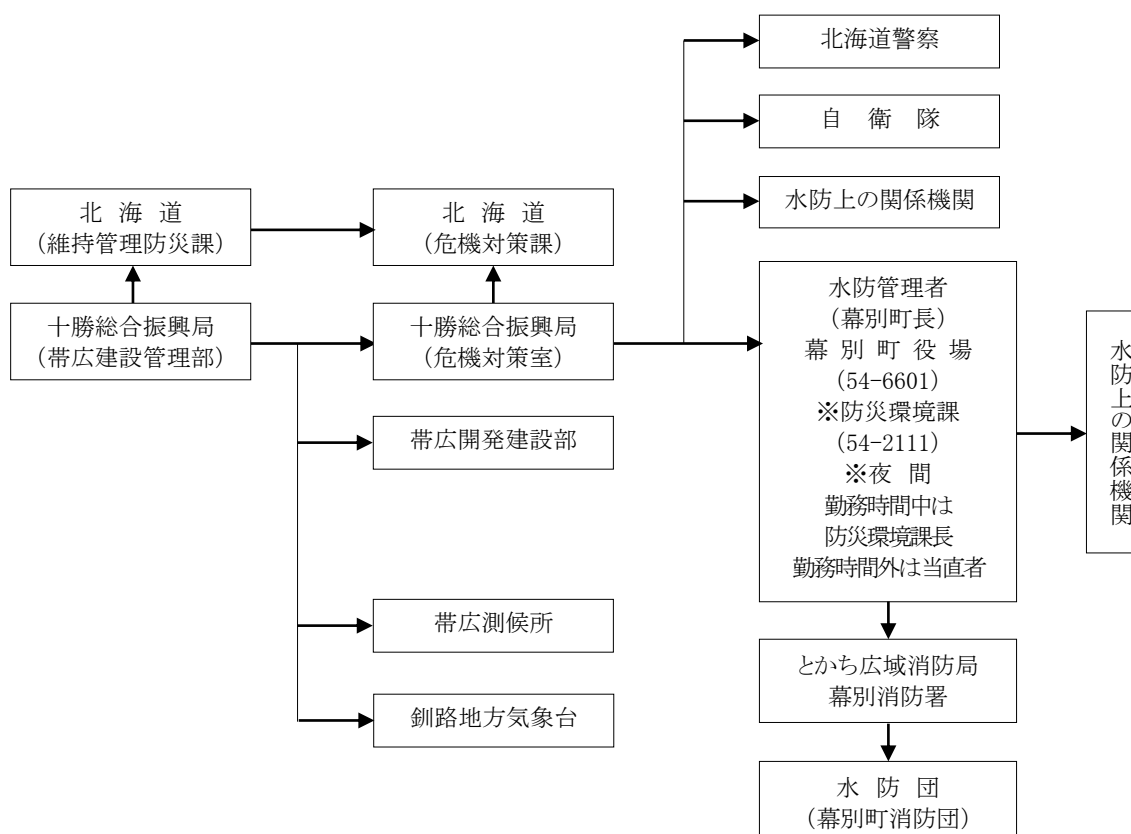 北海道警察
自 衛 隊
水防上の関係機関
北 海 道
(維持管理防災課)
北 海 道
(危機対策課)
十勝総合振興局
(帯広建設管理部)
十勝総合振興局
(危機対策室)
帯広開発建設部
帯広測候所
釧路地方気象台
水防管理者
(幕別町長)
幕 別 町 役 場
(54-6601)
※防災環境課
(54-2111)
※夜 間
勤務時間中は
防災環境課長
勤務時間外は当直者
水防上の関係機関
とかち広域消防局
幕別消防署
水 防 団
(幕別町消防団)